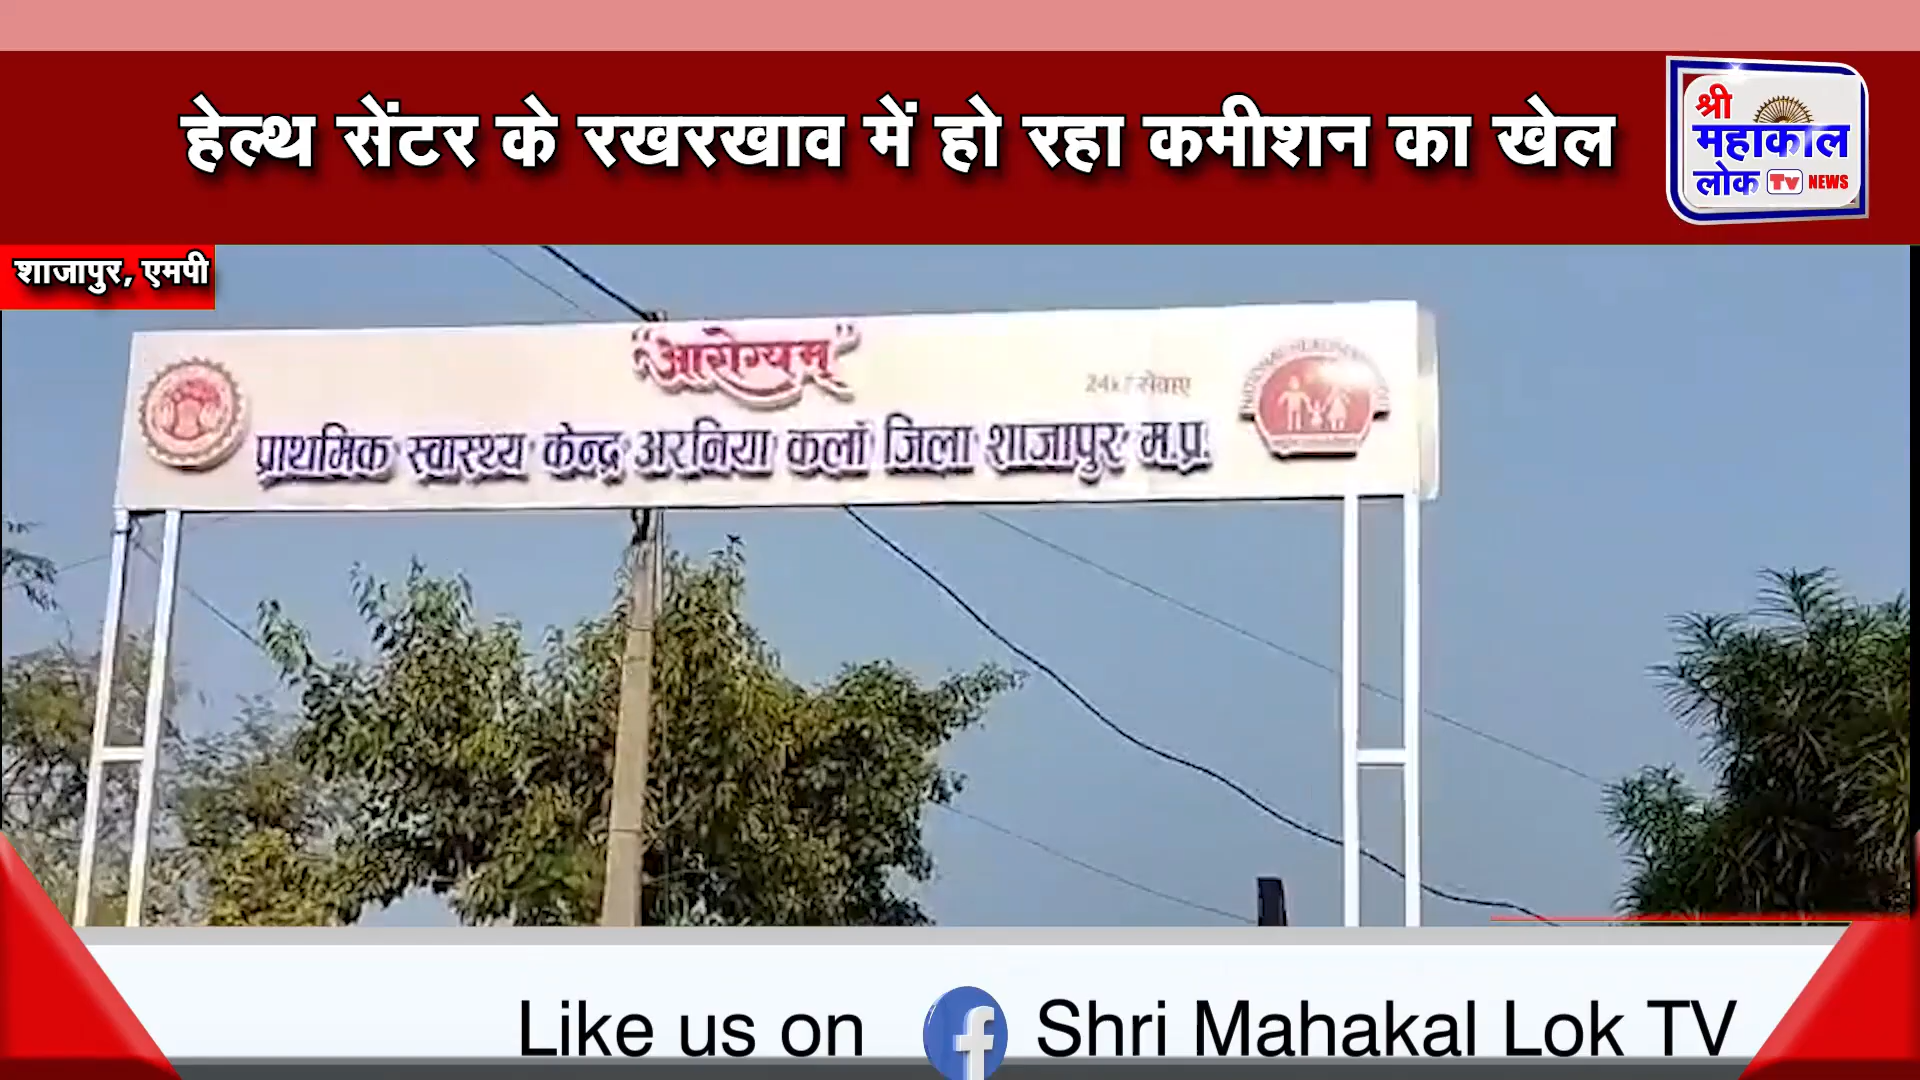 हेल्थ सेंटर के रखरखाव में हो रहा कमीशन का खेल
श्री
महाकाल
लोक TV NEWS
शाजापुर, एमपी
"आरोग्यम्"
24x7 सेवाए
प्राथमिक स्वास्थ्य केन्द्र अरनिया कलां जिला शाजापुर म.प्र.
Like us on f Shri Mahakal Lok TV